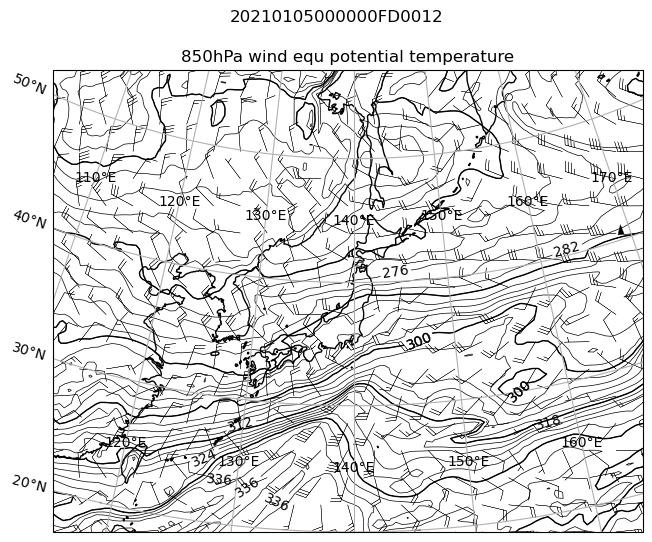 20210105000000FD0012
850hPa wind equ potential temperature
50°N
110°E
170°E
120°E
160°E
130°E
140°E
150°E
40°N
282
276
30°N
300
300
312
318
120°E
160°E
324
130°E
150°E
140°E
20°N
336
336
336